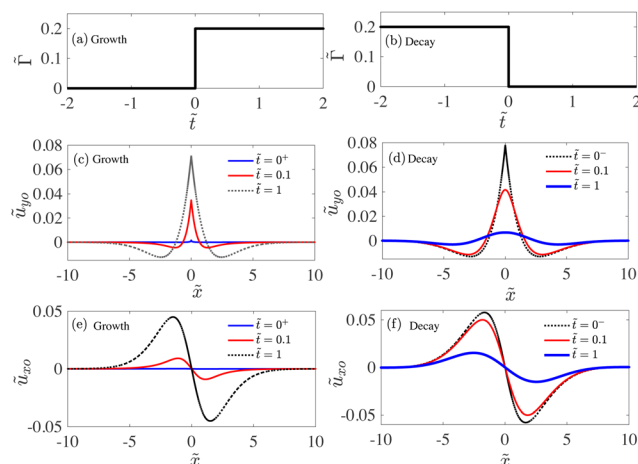 (a) Growth
Γ̃
0.2
0.1
0
-2 -1 0 1 2
t̃
(b) Decay
Γ̃
0.2
0.1
0
-2 -1 0 1 2
t̃
(c) Growth
ũyo
0.08
0.06
0.04
0.02
0
t̃ = 0⁺
t̃ = 0.1
t̃ = 1
-10 -5 0 5 10
x̃
(d) Decay
ũyo
0.08
0.06
0.04
0.02
0
t̃ = 0⁻
t̃ = 0.1
t̃ = 1
-10 -5 0 5 10
x̃
(e) Growth
ũxo
0.05
0
-0.05
t̃ = 0⁺
t̃ = 0.1
t̃ = 1
-10 -5 0 5 10
x̃
(f) Decay
ũxo
0.05
0
-0.05
t̃ = 0⁻
t̃ = 0.1
t̃ = 1
-10 -5 0 5 10
x̃